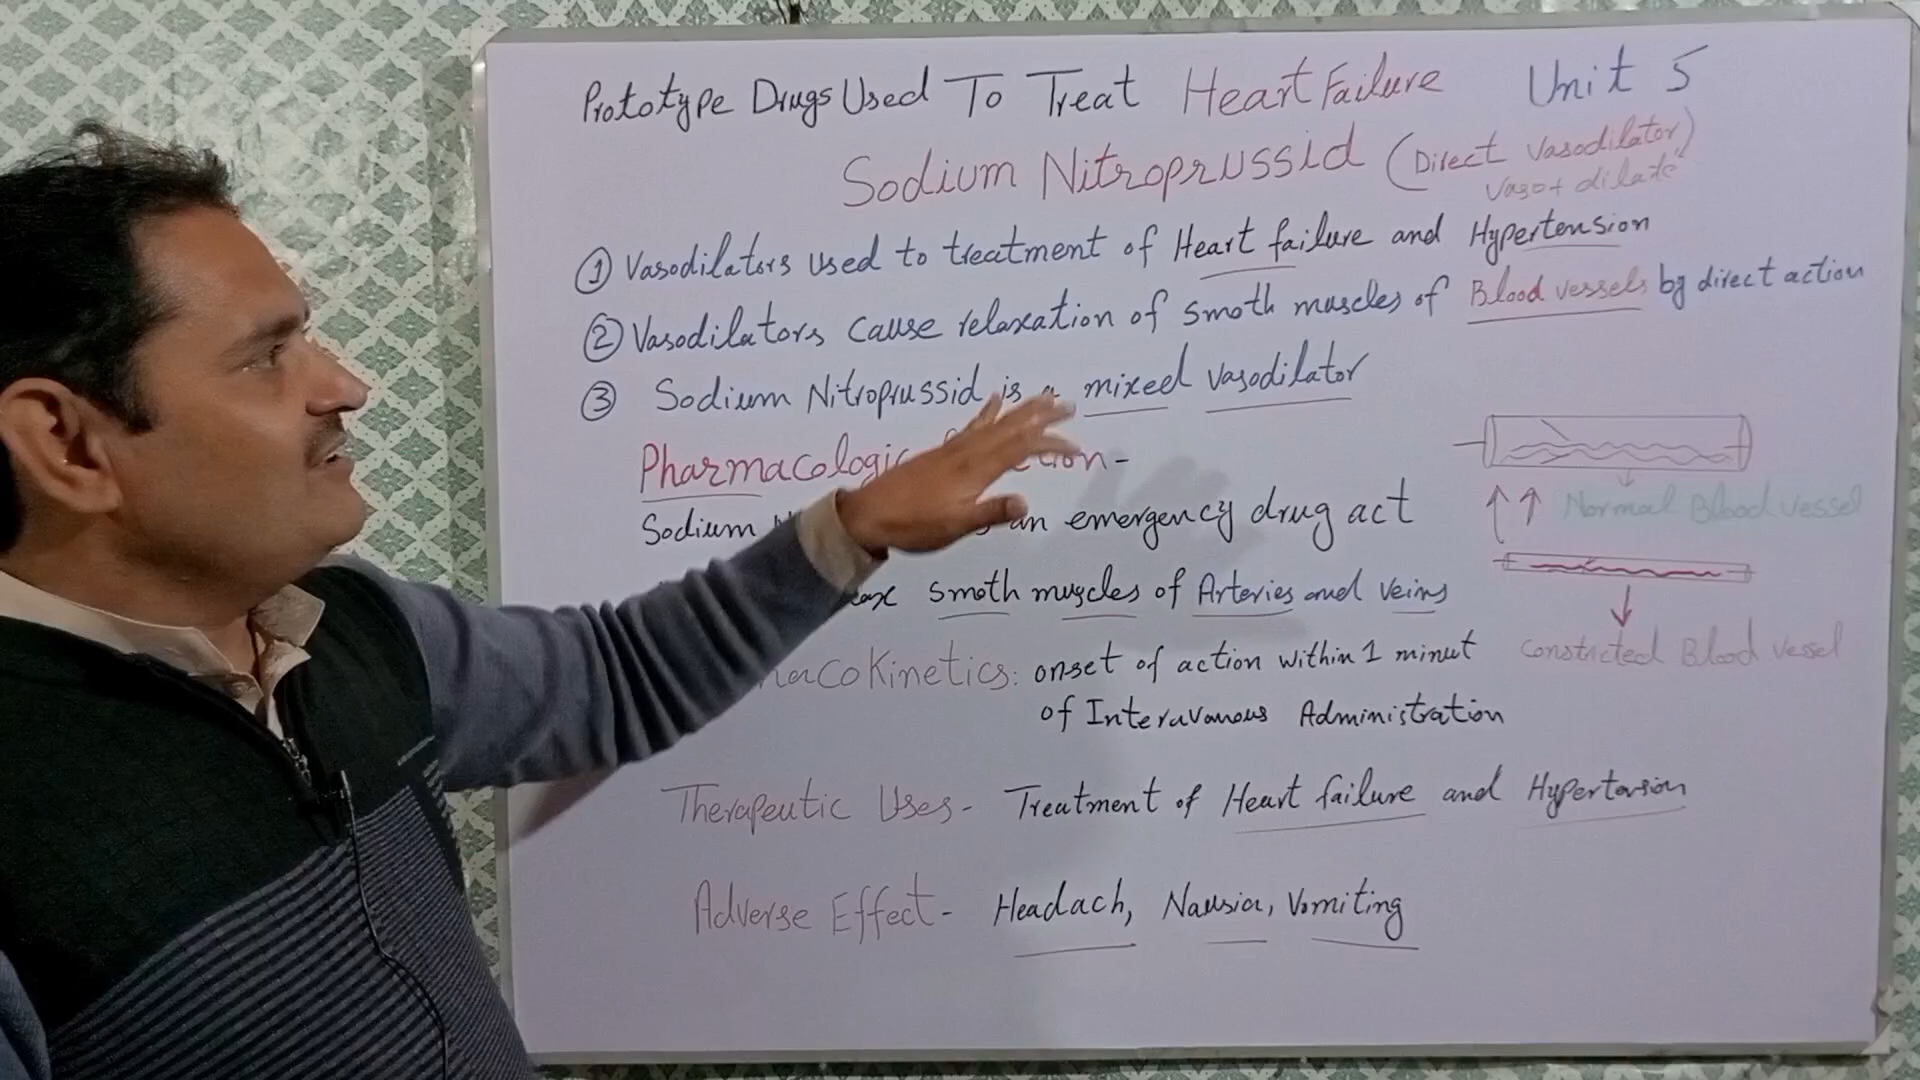 Prototype Drugs Used To Treat Heart Failure Unit 5
Sodium Nitroprussid (Direct Vasodilator)
Vaso+ dilate
① Vasodilators used to treatment of Heart failure and Hypertension
② Vasodilators cause relaxation of smoth muscles of Blood vessels by direct action
③ Sodium Nitroprussid is a mixed vasodilator
Pharmacologic
Sodium an emergency drug act
smoth muscles of Arteries and veins
Normal Blood vessel
Constricted Blood vessel
Kinetics: onset of action within 1 minut
of Interavanous Administration
Therapeutic Uses- Treatment of Heart failure and Hypertension
Adverse Effect- Headach, Nausia, Vomiting